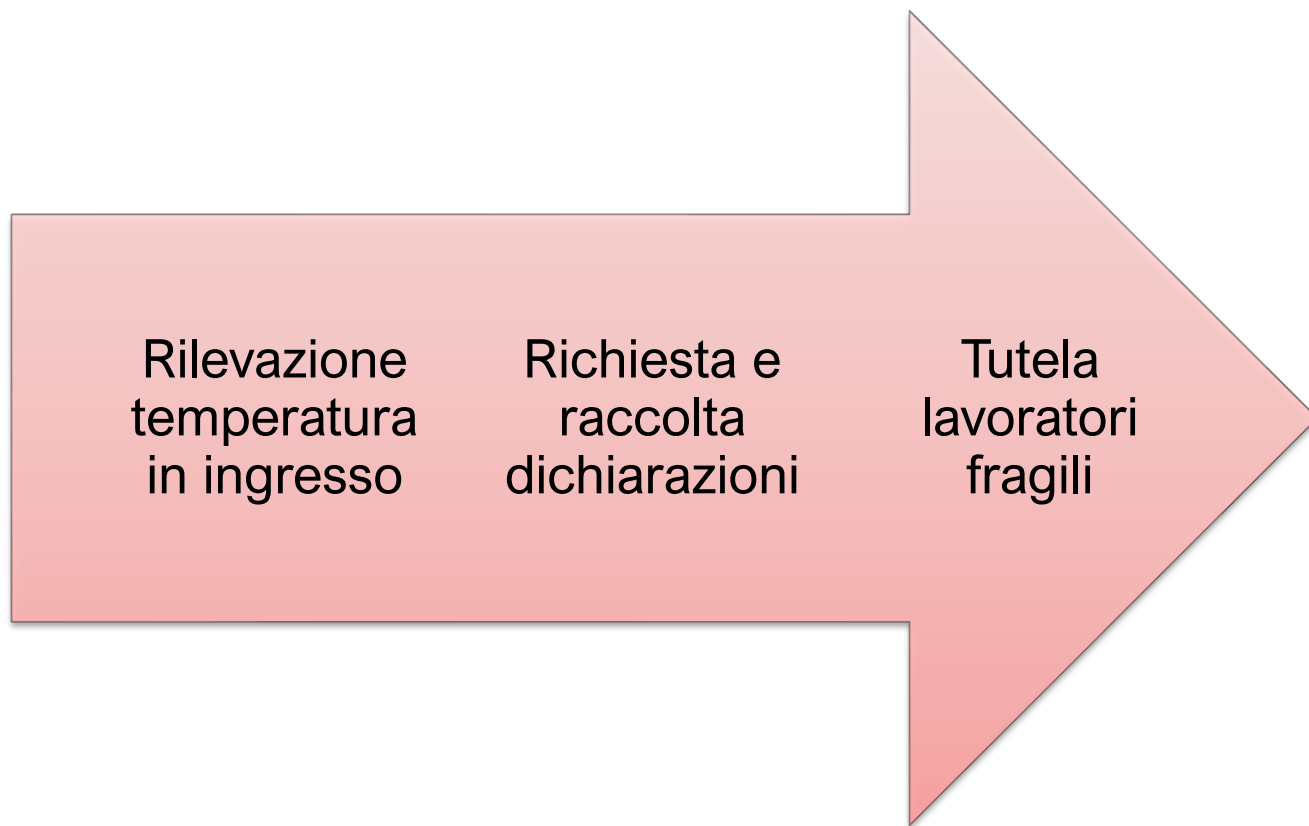 Rilevazione
temperatura
in ingresso
Richiesta e
raccolta
dichiarazioni
Tutela
lavoratori
fragili